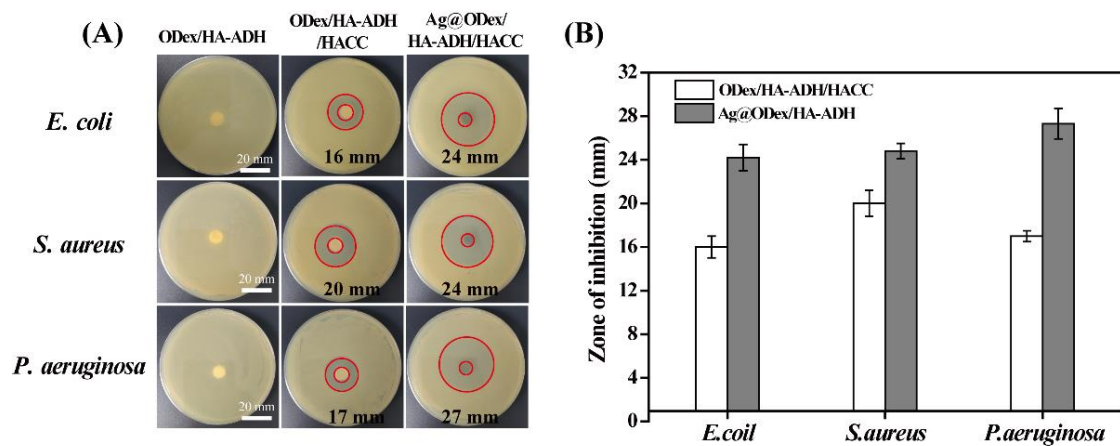 (A)
ODex/HA-ADH
ODex/HA-ADH
/HACC
Ag@ODex/
HA-ADH/HACC
E. coli
20 mm
16 mm
24 mm
S. aureus
20 mm
20 mm
24 mm
P. aeruginosa
20 mm
17 mm
27 mm
(B)
Zone of inhibition (mm)
32
28
24
20
16
12
8
4
0
ODex/HA-ADH/HACC
Ag@ODex/HA-ADH
E.coil
S.aureus
P.aeruginosa